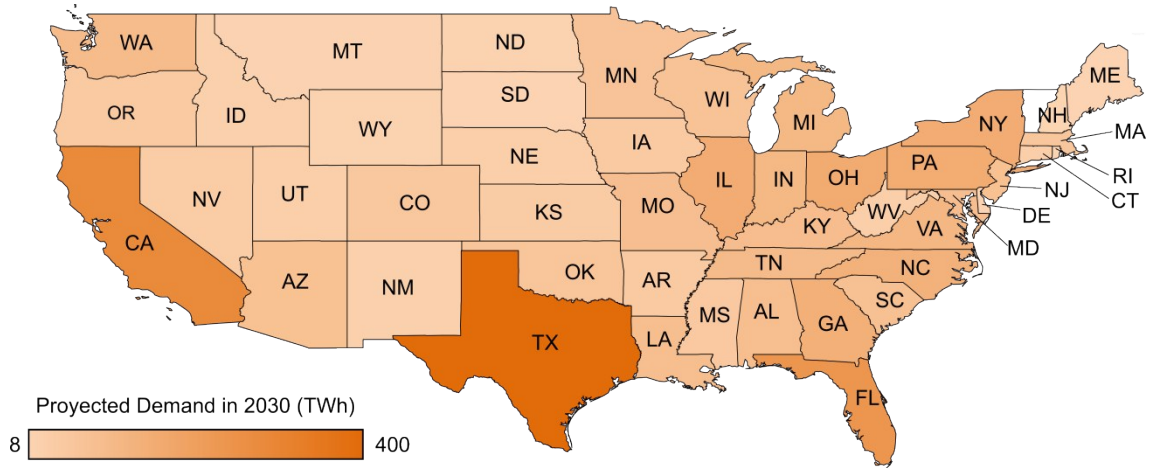 WA
MT
ND
MN
ME
OR
ID
SD
WI
MI
NY
NH
MA
WY
IA
NE
PA
RI
NV
UT
CO
IL
IN
OH
NJ
CT
KS
MO
WV
DE
CA
KY
VA
MD
AZ
NM
OK
TN
NC
AR
SC
MS
AL
GA
TX
LA
FL
Proyected Demand in 2030 (TWh)
8 400